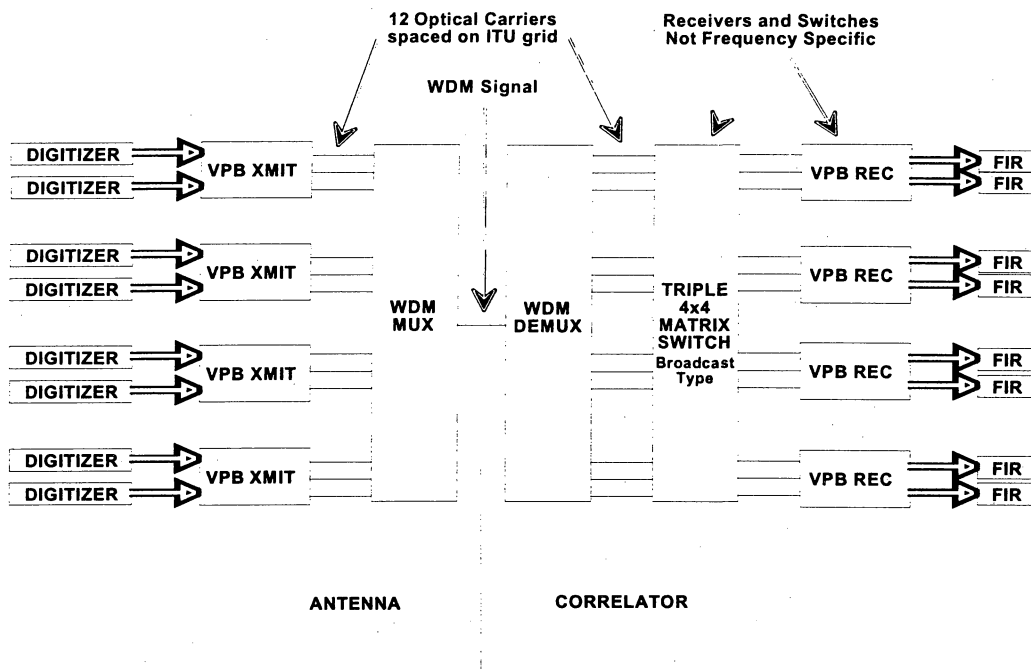 12 Optical Carriers
spaced on ITU grid
Receivers and Switches
Not Frequency Specific
WDM Signal
DIGITIZER
DIGITIZER
VPB XMIT
VPB REC
FIR
FIR
DIGITIZER
DIGITIZER
VPB XMIT
VPB REC
FIR
FIR
WDM
MUX
WDM
DEMUX
TRIPLE
4x4
MATRIX
SWITCH
Broadcast
Type
DIGITIZER
DIGITIZER
VPB XMIT
VPB REC
FIR
FIR
DIGITIZER
DIGITIZER
VPB XMIT
VPB REC
FIR
FIR
ANTENNA
CORRELATOR